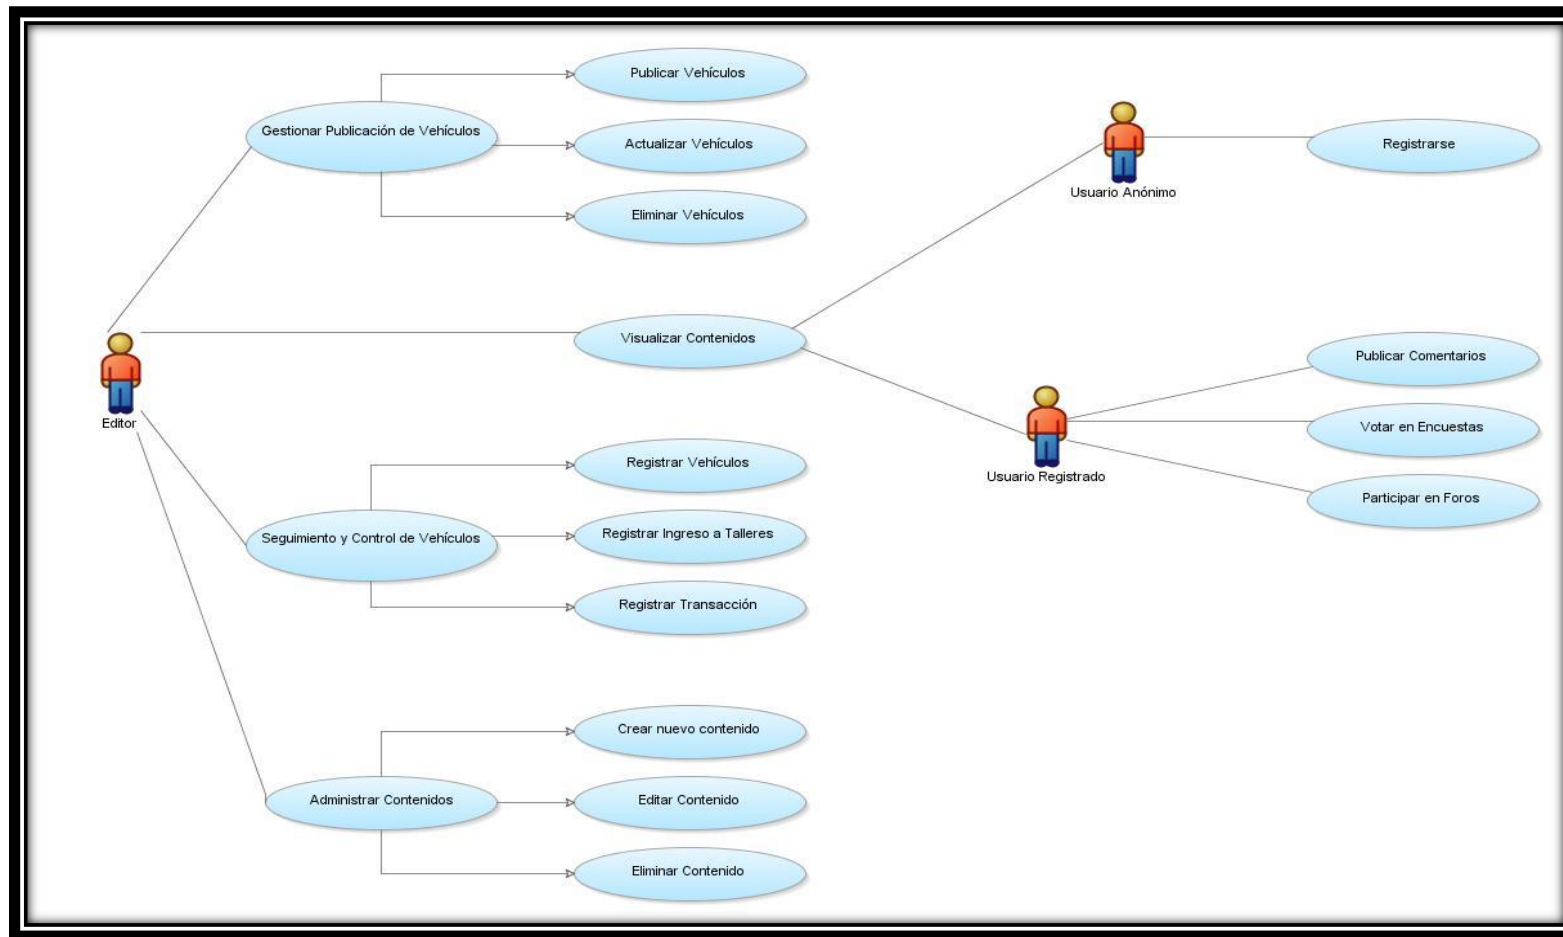 Publicar Vehículos
Gestionar Publicación de Vehículos
Actualizar Vehículos
Eliminar Vehículos
Usuario Anónimo
Registrarse
Visualizar Contenidos
Editor
Publicar Comentarios
Votar en Encuestas
Usuario Registrado
Participar en Foros
Registrar Vehículos
Seguimiento y Control de Vehículos
Registrar Ingreso a Talleres
Registrar Transacción
Crear nuevo contenido
Administrar Contenidos
Editar Contenido
Eliminar Contenido